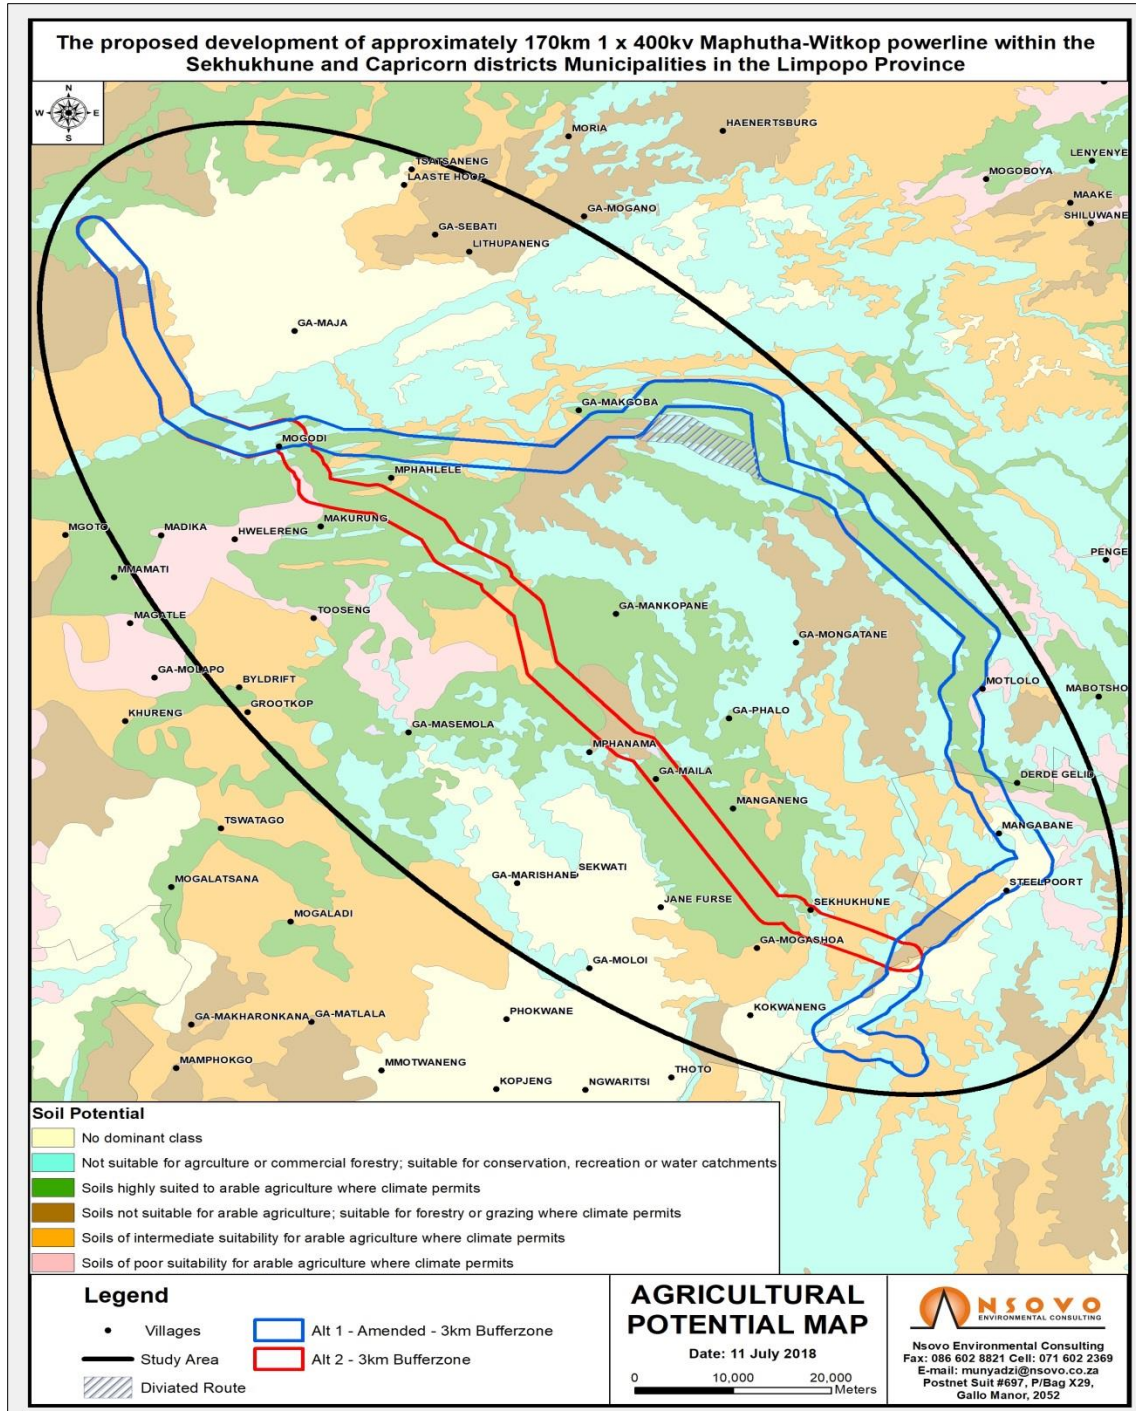 The proposed development of approximately 170km 1 x 400kv Maphutha-Witkop powerline within the
Sekhukhune and Capricorn districts Municipalities in the Limpopo Province
N
W E
S
MORIA
HAENERTSBURG
LENYENYE
TSATSANENG
LAASTE HOOP
MOGOBOYA
MAAKE
GA-MOGANO
SHILUWANE
GA-SEBATI
LITHUPANENG
GA-MAJA
GA-MAKGOBA
MOGODI
MPHAHLELE
MAKURUNG
MGOTO
MADIKA
HWELERENG
PENGE
MMAMATI
MAGATLE
TOOSENG
GA-MANKOPANE
GA-MONGATANE
GA-MOLAPO
BYLDRIFT
MOTLOLO
MABOTSHO
KHURENG
GROOTKOP
GA-MASEMOLA
GA-PHALO
MPHANAMA
GA-MAILA
DERDE GELID
MANGANENG
TSWATAGO
MANGABANE
SEKWATI
GA-MARISHANE
MOGALATSANA
STEELPOORT
JANE FURSE
SEKHUKHUNE
MOGALADI
GA-MOGASHOA
GA-MOLOI
GA-MAKHARONKANA
GA-MATLALA
PHOKWANE
KOKWANENG
MAMPHOKGO
MMOTWANENG
THOTO
KOPJENG
NGWARITSI
Soil Potential
No dominant class
Not suitable for agrculture or commercial forestry; suitable for conservation, recreation or water catchments
Soils highly suited to arable agriculture where climate permits
Soils not suitable for arable agriculture; suitable for forestry or grazing where climate permits
Soils of intermediate suitability for arable agriculture where climate permits
Soils of poor suitability for arable agriculture where climate permits
Legend
Villages
Study Area
Diviated Route
Alt 1 - Amended - 3km Bufferzone
Alt 2 - 3km Bufferzone
AGRICULTURAL
POTENTIAL MAP
Date: 11 July 2018
0 10,000 20,000
Meters
NSOVO
ENVIRONMENTAL CONSULTING
Nsovo Environmental Consulting
Fax: 086 602 8821 Cell: 071 602 2369
E-mail: munyadzi@nsovo.co.za
Postnet Suit #697, P/Bag X29,
Gallo Manor, 2052